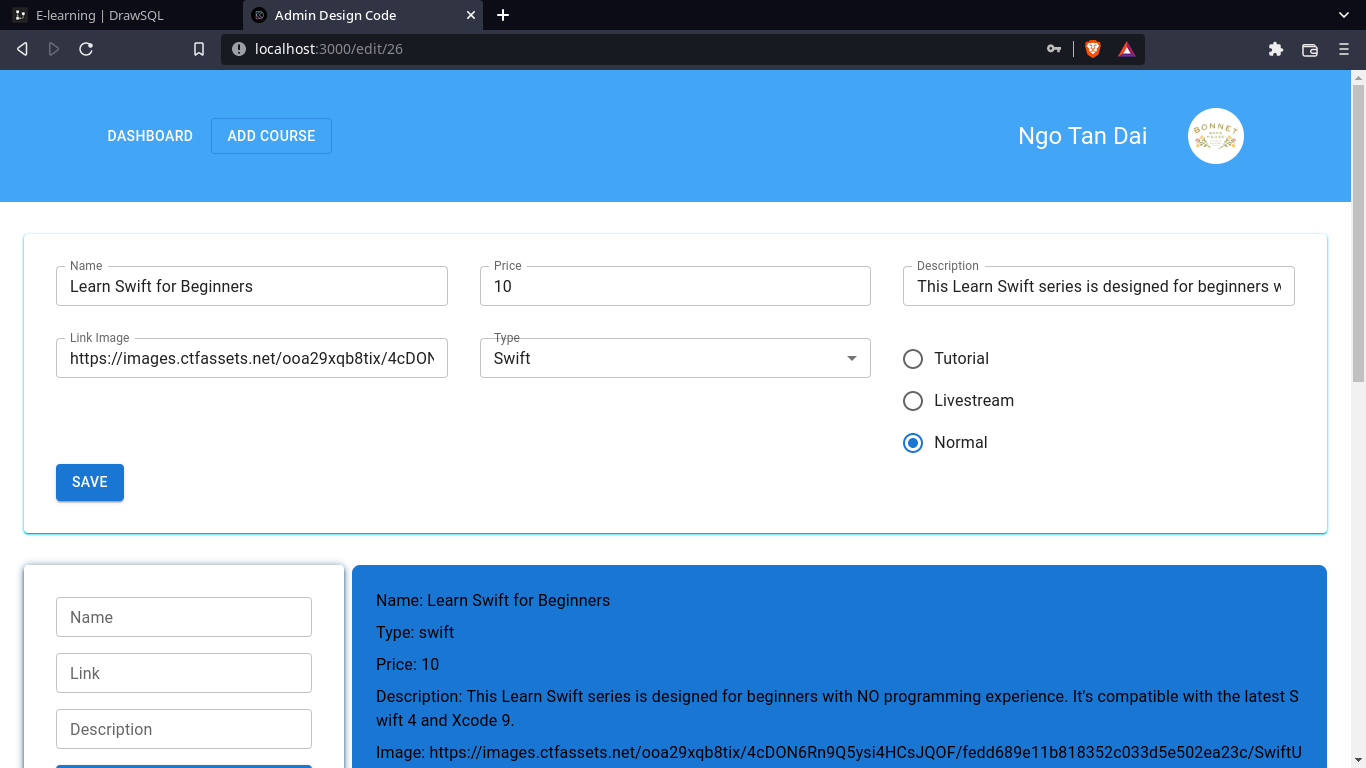 E-learning | DrawSQL
Admin Design Code
localhost:3000/edit/26
DASHBOARD
ADD COURSE
Ngo Tan Dai
BONNET
Name
Learn Swift for Beginners
Price
10
Description
This Learn Swift series is designed for beginners w
Link Image
https://images.ctfassets.net/ooa29xqb8tix/4cDON
Type
Swift
Tutorial
Livestream
Normal
SAVE
Name
Link
Description
Name: Learn Swift for Beginners
Type: swift
Price: 10
Description: This Learn Swift series is designed for beginners with NO programming experience. It's compatible with the latest S
wift 4 and Xcode 9.
Image: https://images.ctfassets.net/ooa29xqb8tix/4cDON6Rn9Q5ysi4HCsJQOF/fedd689e11b818352c033d5e502ea23c/SwiftU